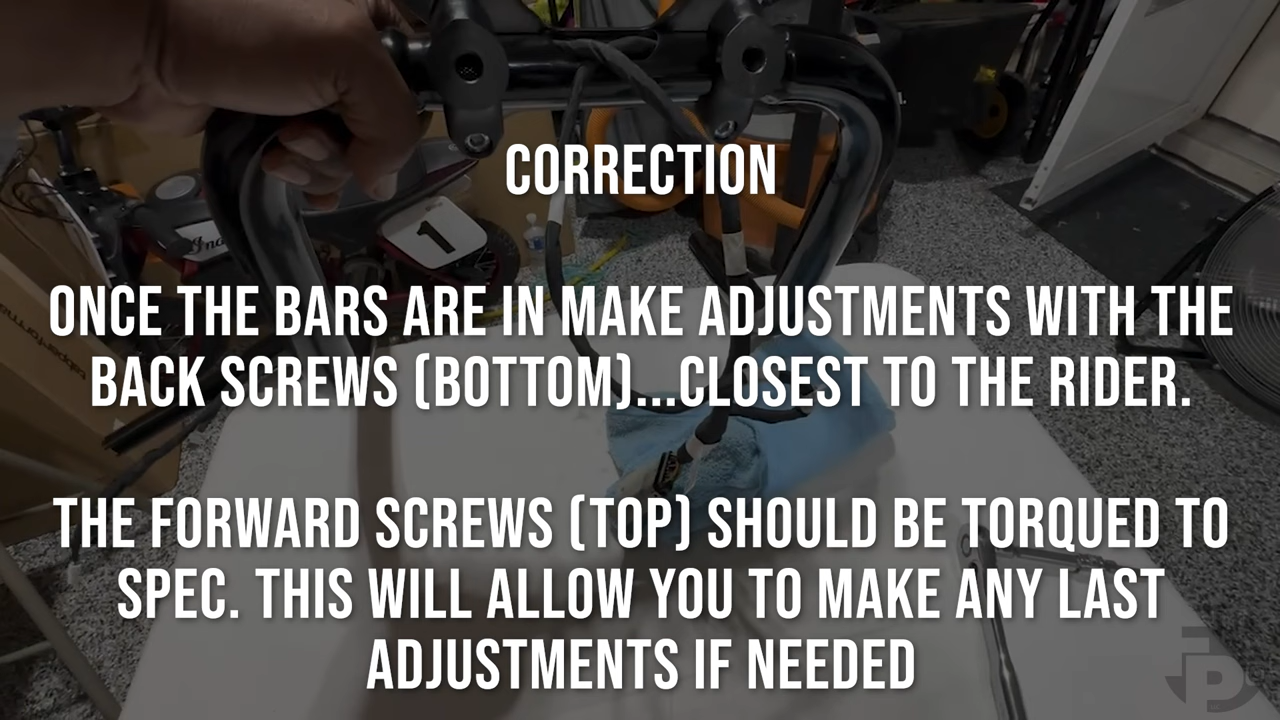 CORRECTION
ONCE THE BARS ARE IN MAKE ADJUSTMENTS WITH THE
BACK SCREWS (BOTTOM)...CLOSEST TO THE RIDER.
THE FORWARD SCREWS (TOP) SHOULD BE TORQUED TO
SPEC. THIS WILL ALLOW YOU TO MAKE ANY LAST
ADJUSTMENTS IF NEEDED
1